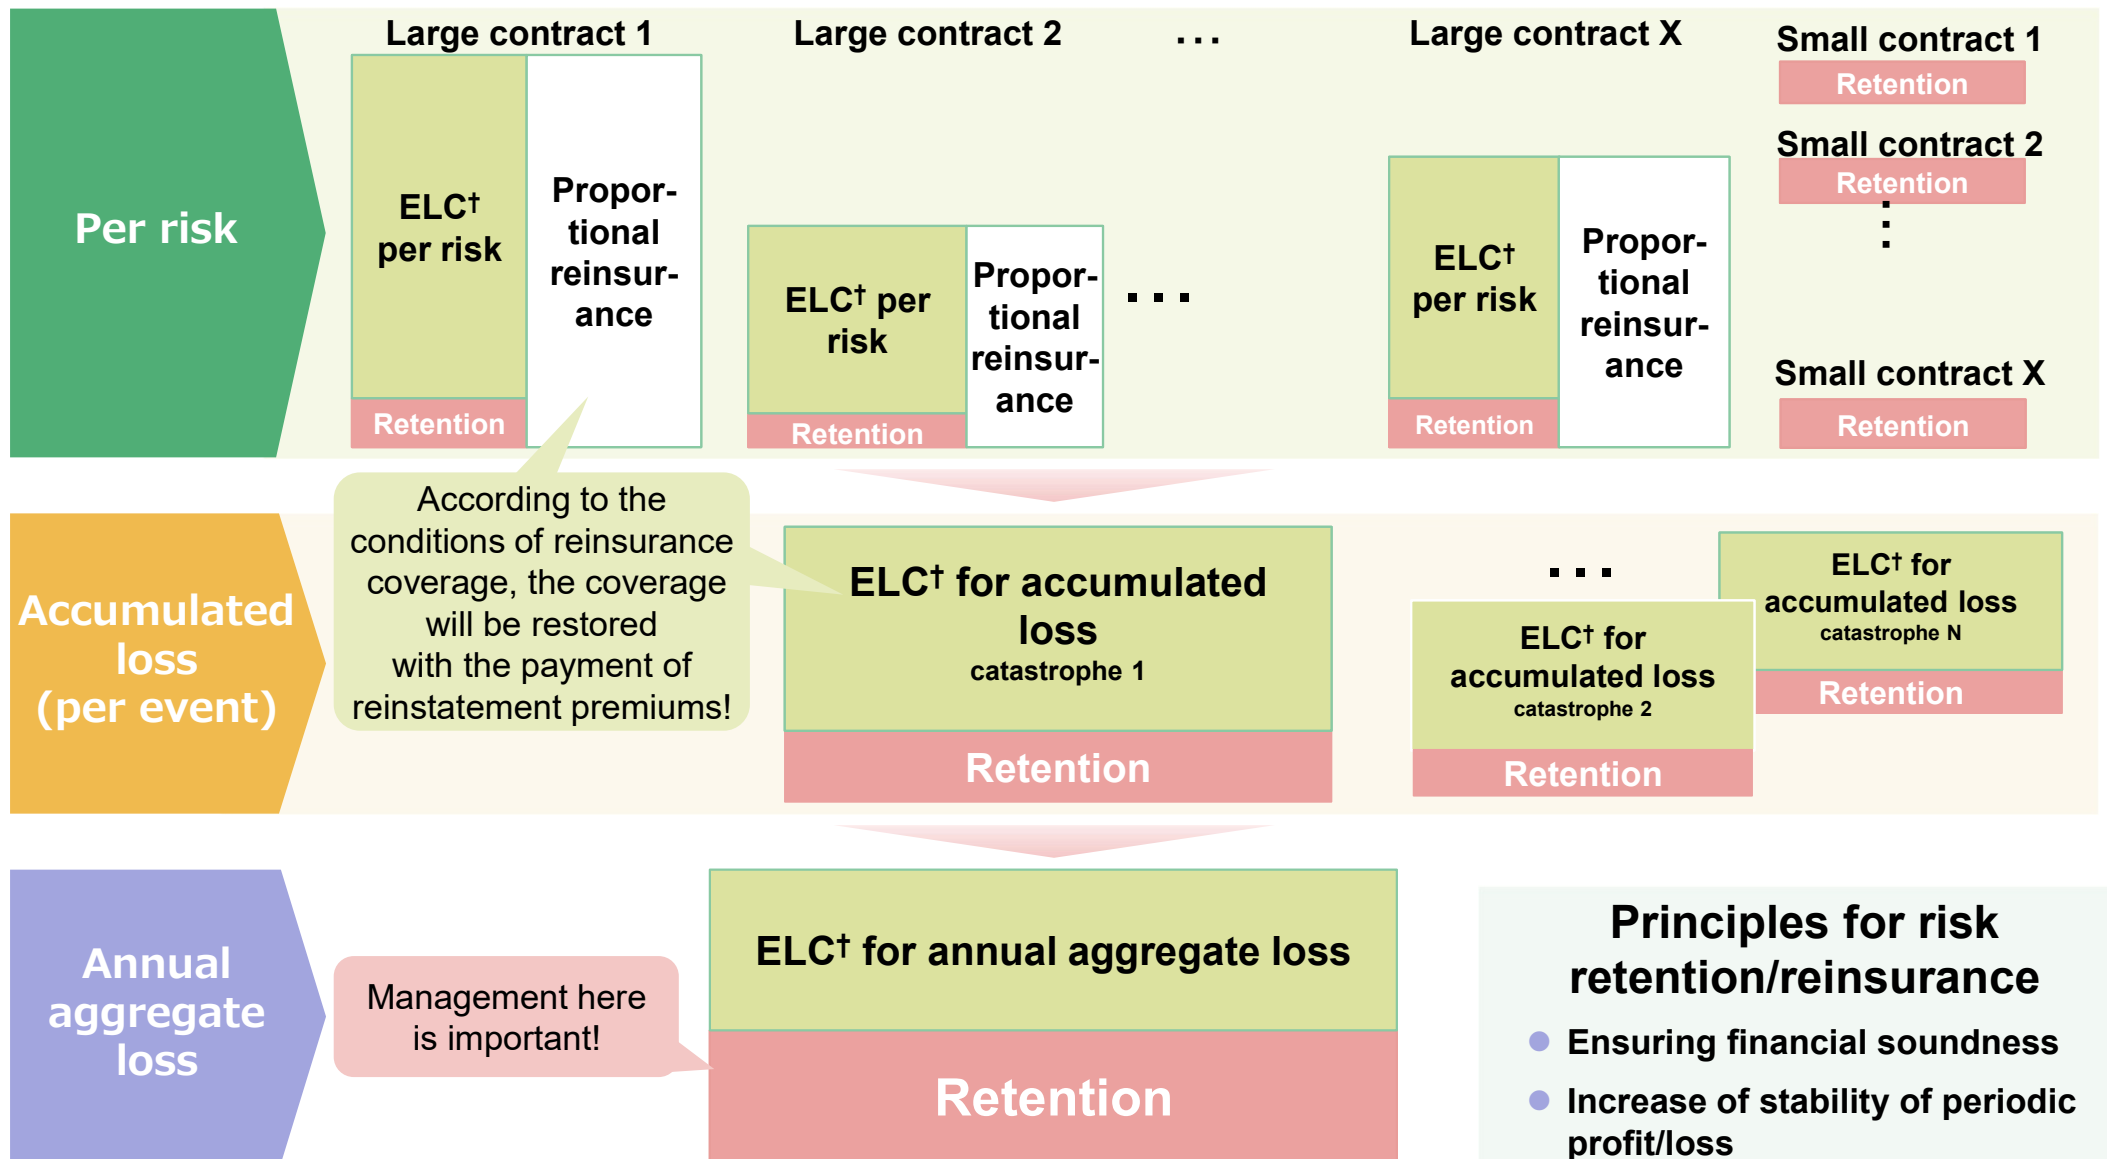 Per risk
Large contract 1
ELC†
per risk
Retention
Propor-
tional
reinsur-
ance
Large contract 2
ELC† per
risk
Retention
Propor-
tional
reinsur-
ance
...
...
Large contract X
ELC†
per risk
Retention
Propor-
tional
reinsur-
ance
Small contract 1
Retention
Small contract 2
Retention
...
Small contract X
Retention
According to the
conditions of reinsurance
coverage, the coverage
will be restored
with the payment of
reinstatement premiums!
Accumulated
loss
(per event)
ELC† for accumulated
loss
catastrophe 1
Retention
...
ELC† for
accumulated loss
catastrophe 2
Retention
ELC† for
accumulated loss
catastrophe N
Retention
Annual
aggregate
loss
Management here
is important!
ELC† for annual aggregate loss
Retention
Principles for risk
retention/reinsurance
● Ensuring financial soundness
● Increase of stability of periodic
profit/loss